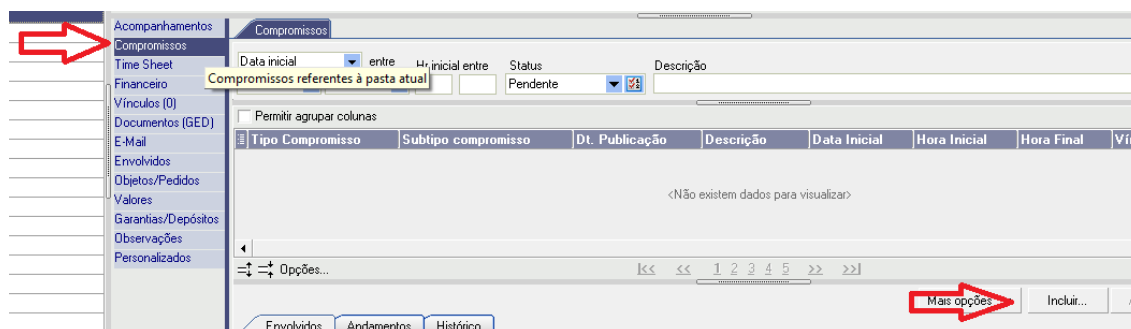 Acompanhamentos
Compromissos
Time Sheet
Financeiro
Vínculos (0)
Documentos (GED)
E-Mail
Envolvidos
Objetos/Pedidos
Valores
Garantias/Depósitos
Observações
Personalizados
Compromissos
Data inicial entre Hr.inicial entre Status Descrição
Compromissos referentes à pasta atual
Pendente
Permitir agrupar colunas
Tipo Compromisso Subtipo compromisso Dt. Publicação Descrição Data Inicial Hora Inicial Hora Final
<Não existem dados para visualizar>
Opções... |<< << 1 2 3 4 5 >> >>|
Mais opções Incluir...
Envolvidos Andamentos Histórico